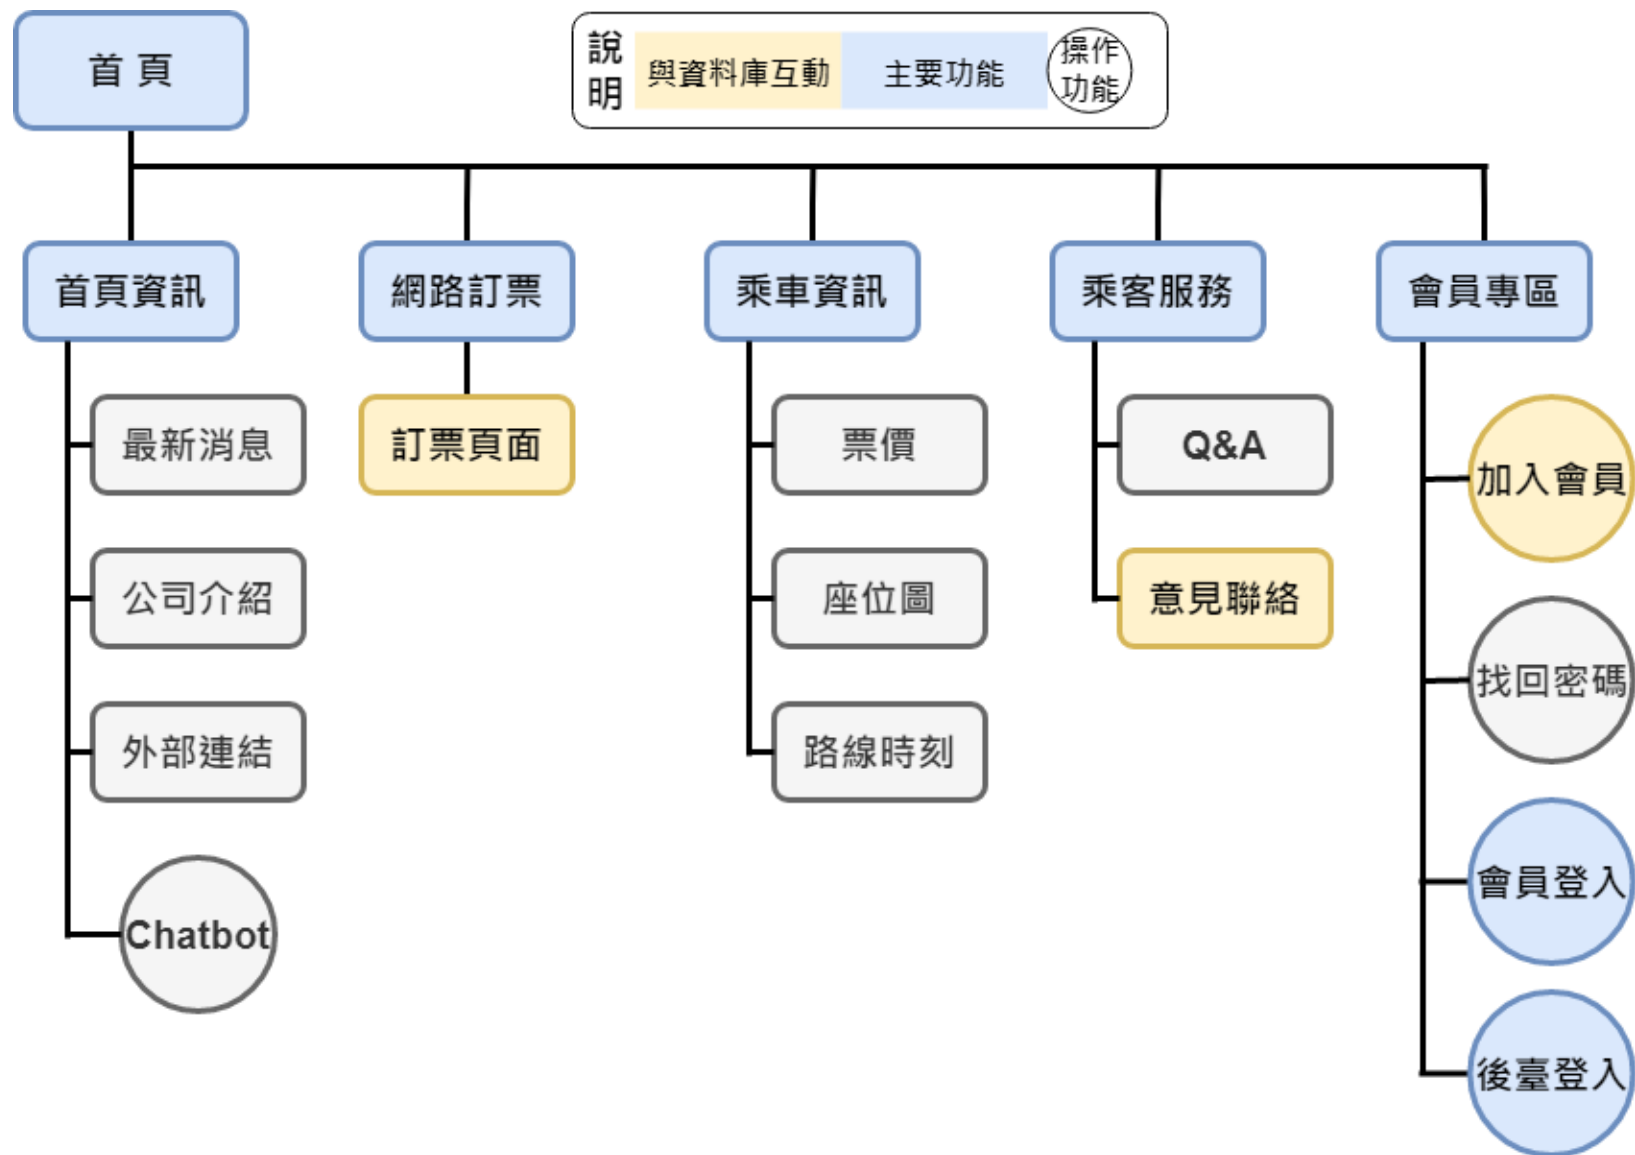 首頁
說明
與資料庫互動
主要功能
操作
功能
首頁資訊
網路訂票
乘車資訊
乘客服務
會員專區
最新消息
訂票頁面
票價
Q&A
加入會員
公司介紹
座位圖
意見聯絡
找回密碼
外部連結
路線時刻
會員登入
Chatbot
後臺登入